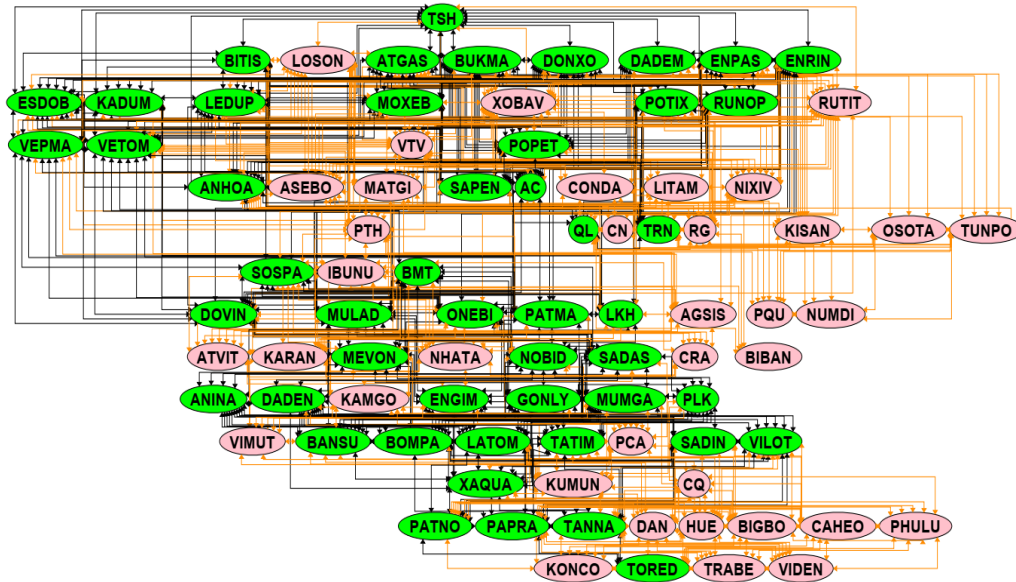 TSH
BITIS LOSON ATGAS BUKMA DONXO DADEM ENPAS ENRIN
ESDOB KADUM LEDUP MOXEB XOBAV POTIX RUNOP RUTIT
VEPMA VETOM VTV POPET
ANHOA ASEBO MATGI SAPEN AC CONDA LITAM NIXIV
PTH QL CN TRN RG KISAN OSOTA TUNPO
SOSPA IBUNU BMT
DOVIN MULAD ONEBI PATMA LKH AGSIS PQU NUMDI
ATVIT KARAN MEVON NHATA NOBID SADAS CRA BIBAN
ANINA DADEN KAMGO ENGIM GONLY MUMGA PLK
VIMUT BANSU BOMPA LATOM TATIM PCA SADIN VILOT
XAQUA KUMUN CQ
PATNO PAPRA TANNA DAN HUE BIGBO CAHEO PHULU
KONCO TORED TRABE VIDEN